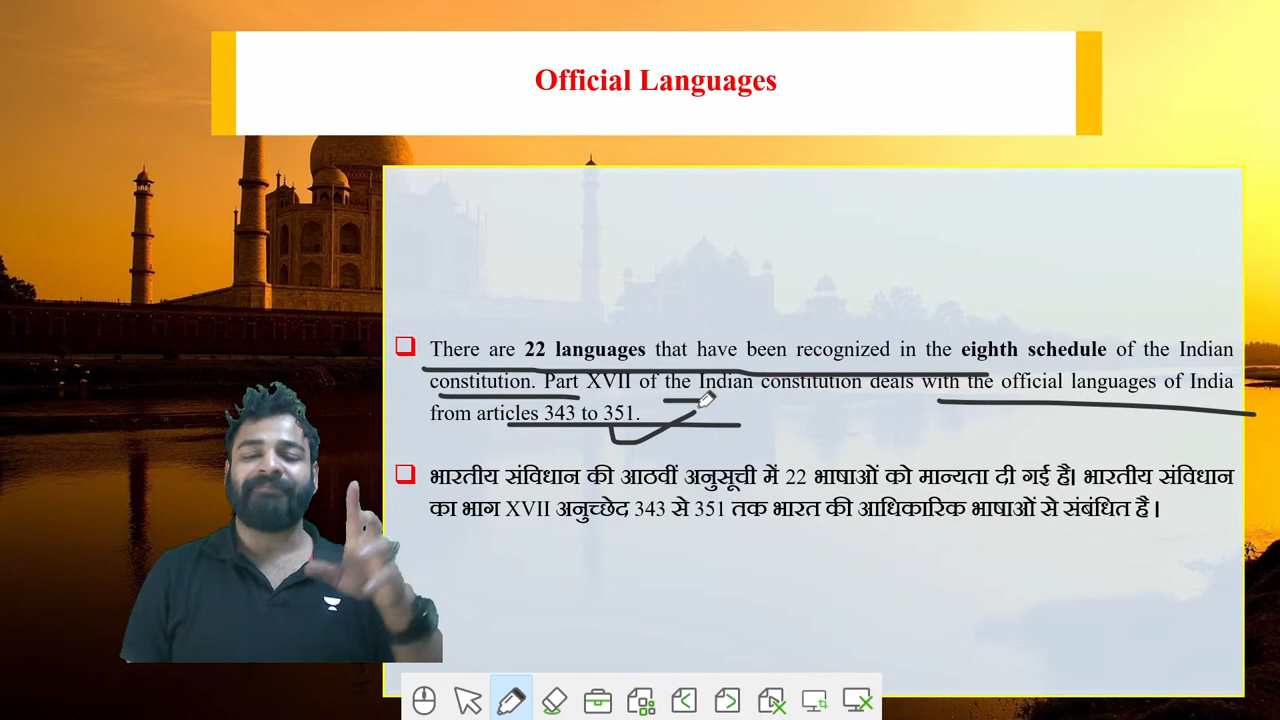 Official Languages
There are 22 languages that have been recognized in the eighth schedule of the Indian
constitution. Part XVII of the Indian constitution deals with the official languages of India
from articles 343 to 351.
भारतीय संविधान की आठवीं अनुसूची में 22 भाषाओं को मान्यता दी गई है। भारतीय संविधान
का भाग XVII अनुच्छेद 343 से 351 तक भारत की आधिकारिक भाषाओं से संबंधित है।